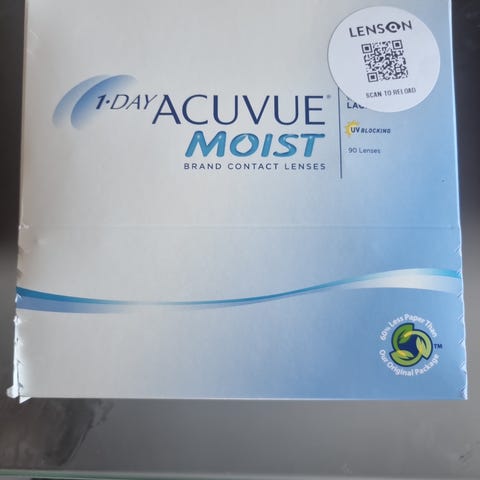 LENSON
SCAN TO RELOAD
1·DAY ACUVUE®
MOIST
BRAND CONTACT LENSES
UV BLOCKING
90 Lenses
60% Less Paper Than
Our Original Package
TM